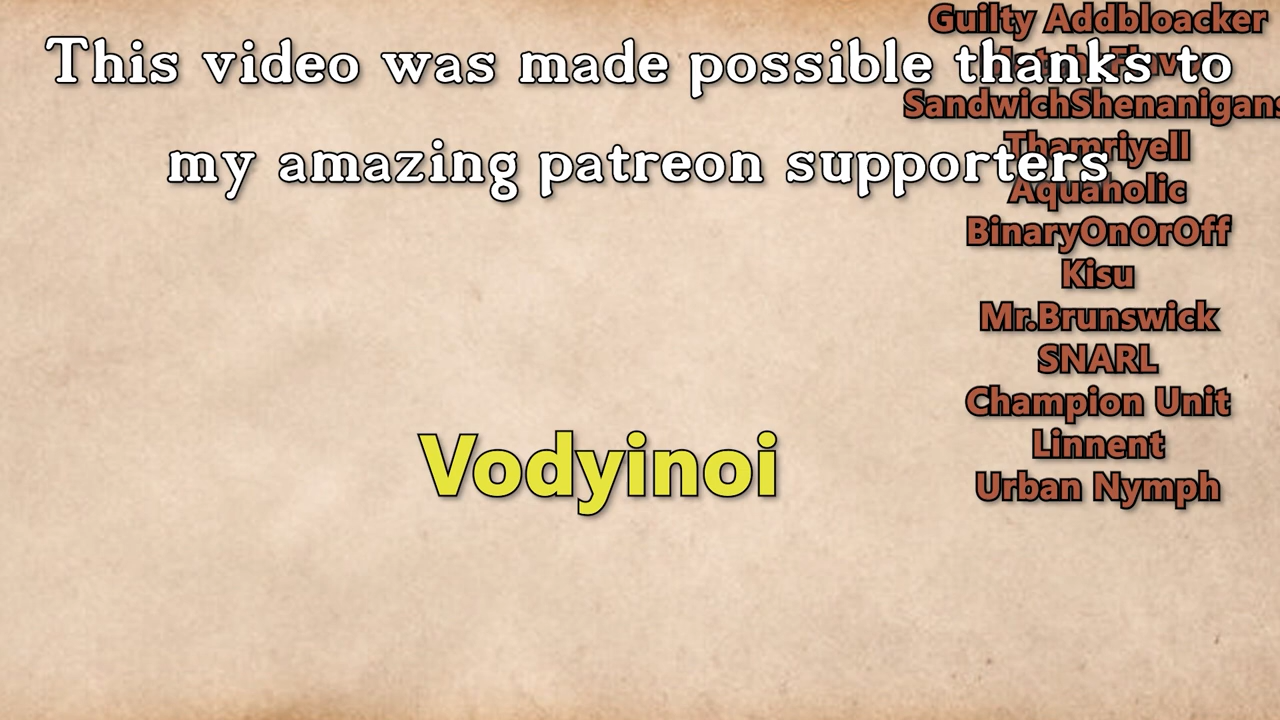 This video was made possible thanks to
my amazing patreon supporters
Vodyinoi
Guilty Addbloacker
SandwichShenanigans
Thamriyell
Aquaholic
BinaryOnOrOff
Kisu
Mr.Brunswick
SNARL
Champion Unit
Linnent
Urban Nymph